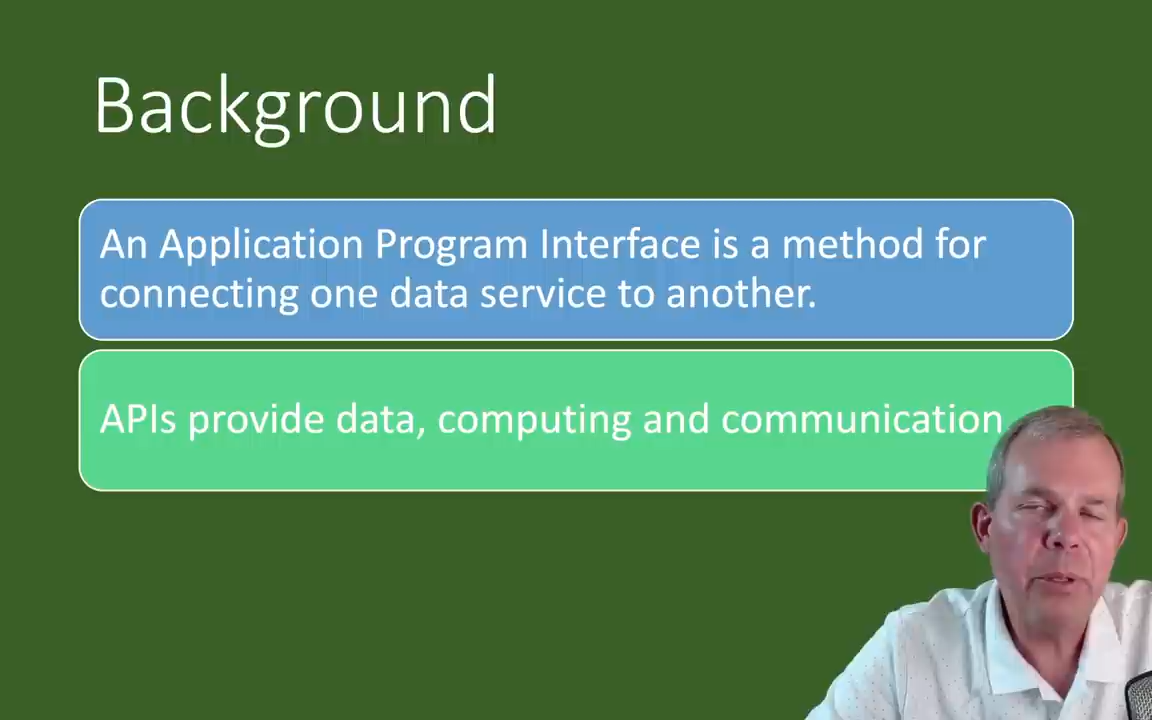 Background
An Application Program Interface is a method for
connecting one data service to another.
APIs provide data, computing and communication